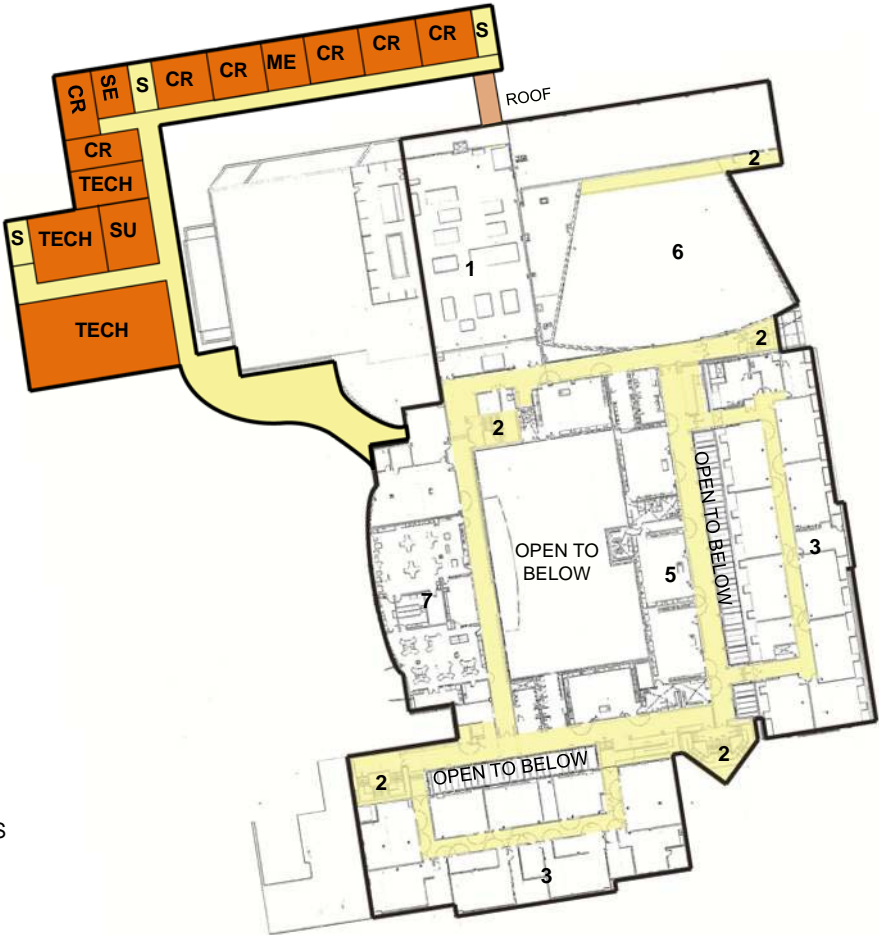 S
CR
CR
CR
ME
CR
CR
S
SE
CR
ROOF
CR
TECH
2
S
TECH
SU
6
1
TECH
2
2
OPEN TO BELOW
OPEN TO
BELOW
3
5
7
2
OPEN TO BELOW
2
S
3